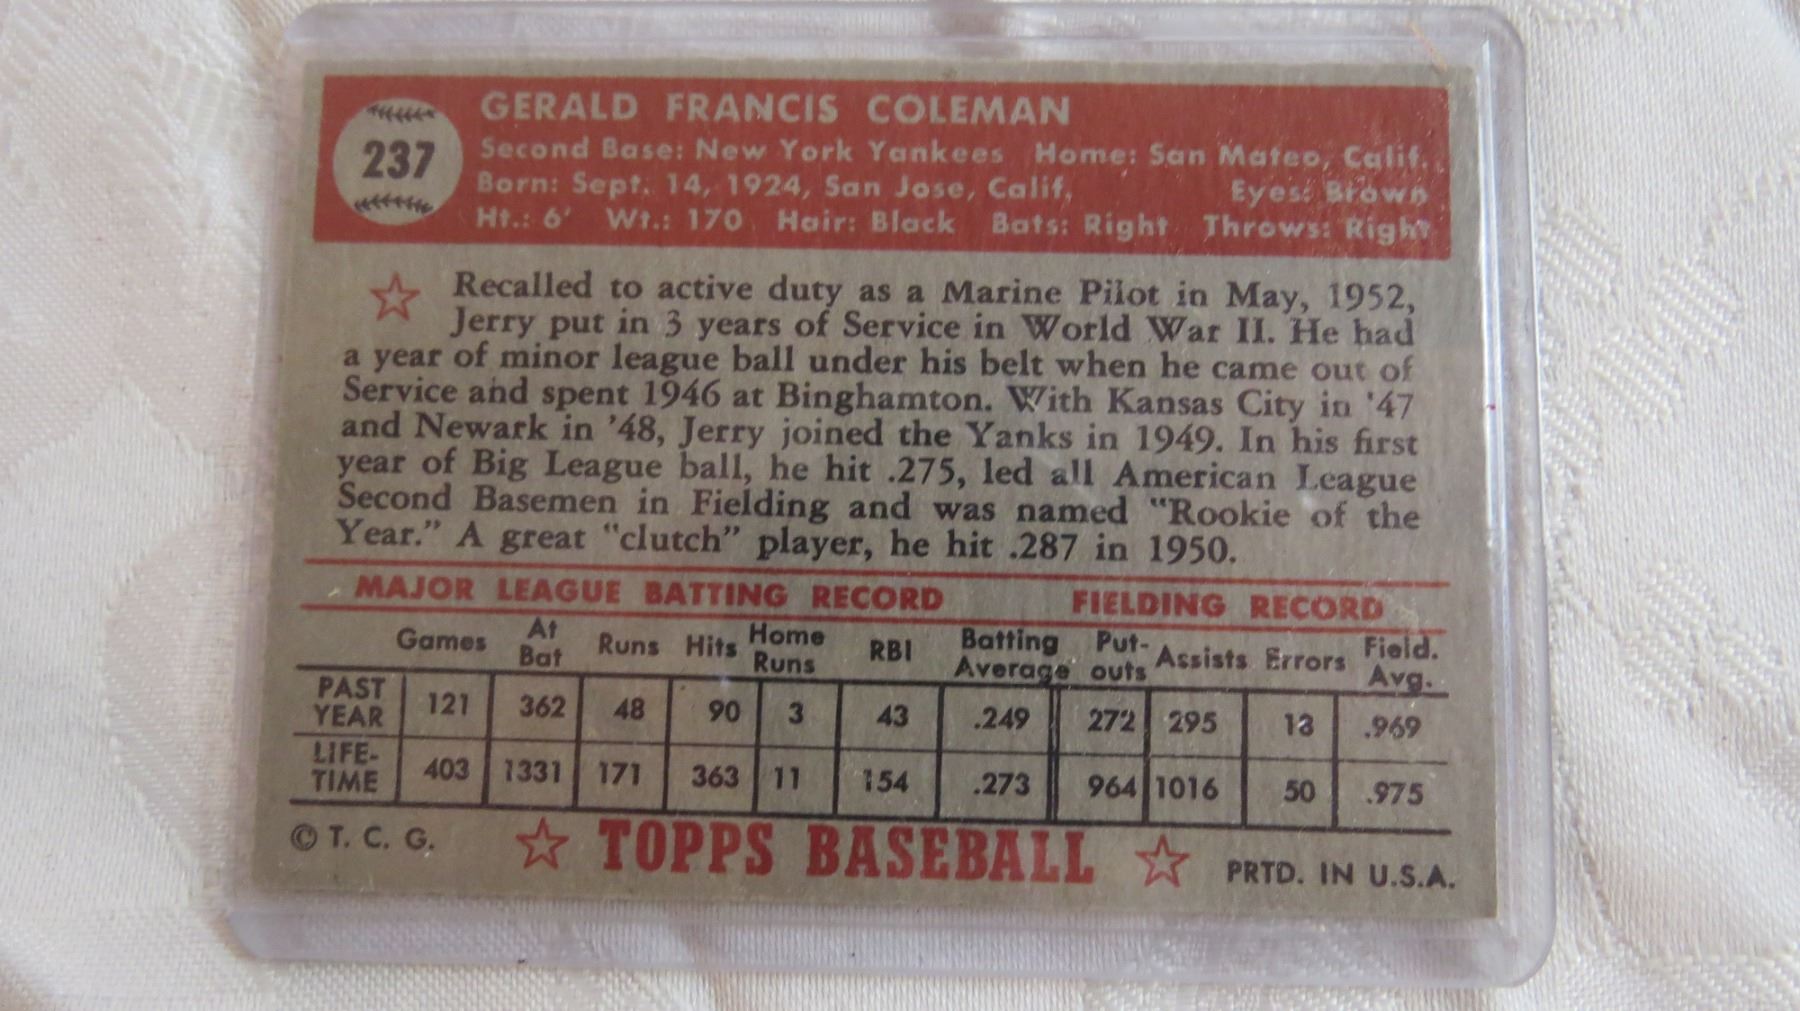 237
GERALD FRANCIS COLEMAN
Second Base: New York Yankees Home: San Mateo, Calif.
Born: Sept. 14, 1924, San Jose, Calif. Eyes: Brown
Ht.: 6' Wt.: 170 Hair: Black Bats: Right Throws: Right
Recalled to active duty as a Marine Pilot in May, 1952,
Jerry put in 3 years of Service in World War II. He had
a year of minor league ball under his belt when he came out of
Service and spent 1946 at Binghamton. With Kansas City in '47
and Newark in '48, Jerry joined the Yanks in 1949. In his first
year of Big League ball, he hit .275, led all American League
Second Basemen in Fielding and was named "Rookie of the
Year." A great "clutch" player, he hit .287 in 1950.
MAJOR LEAGUE BATTING RECORD FIELDING RECORD
Games At Bat Runs Hits Home Runs RBI Batting Average Put-outs Assists Errors Field. Avg.
PAST YEAR 121 362 48 90 3 43 .249 272 295 18 .969
LIFE-TIME 403 1331 171 363 11 154 .273 964 1016 50 .975
© T. C. G. TOPPS BASEBALL PRTD. IN U.S.A.